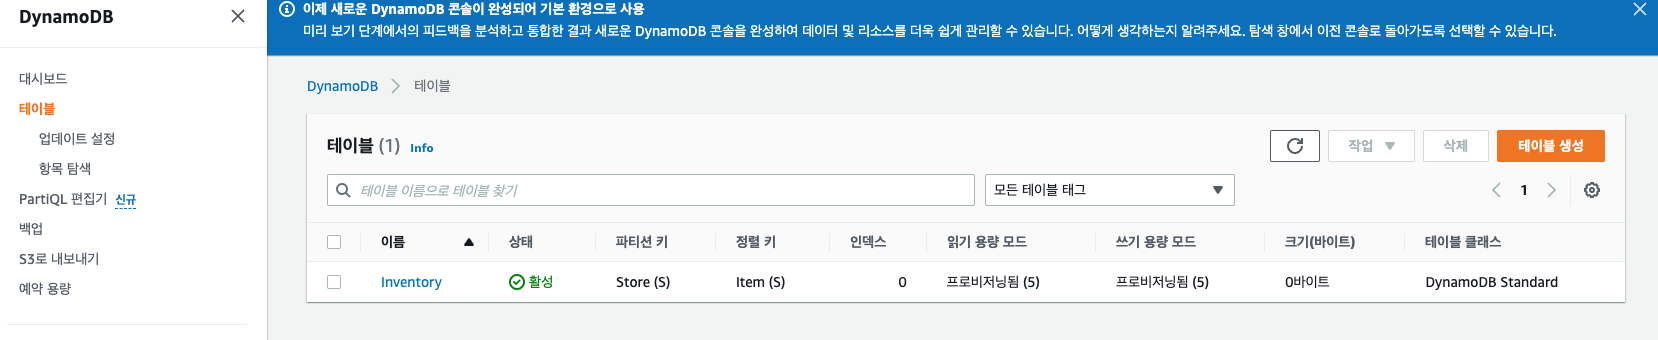 DynamoDB
대시보드
테이블
업데이트 설정
항목 탐색
PartiQL 편집기 신규
백업
S3로 내보내기
예약 용량
이제 새로운 DynamoDB 콘솔이 완성되어 기본 환경으로 사용
미리 보기 단계에서의 피드백을 분석하고 통합한 결과 새로운 DynamoDB 콘솔을 완성하여 데이터 및 리소스를 더욱 쉽게 관리할 수 있습니다. 어떻게 생각하는지 알려주세요. 탐색 창에서 이전 콘솔로 돌아가도록 선택할 수 있습니다.
DynamoDB 테이블
테이블 (1) Info
작업 삭제 테이블 생성
테이블 이름으로 테이블 찾기 모든 테이블 태그 1
이름 상태 파티션 키 정렬 키 인덱스 읽기 용량 모드 쓰기 용량 모드 크기(바이트) 테이블 클래스
Inventory 활성 Store (S) Item (S) 0 프로비저닝됨 (5) 프로비저닝됨 (5) 0바이트 DynamoDB Standard